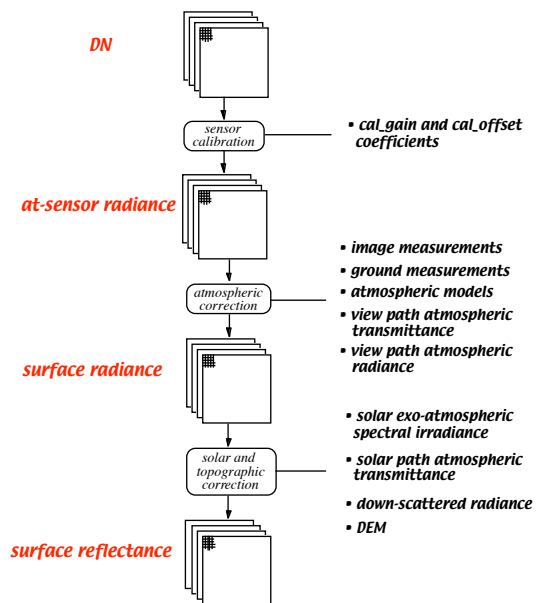 DN
sensor
calibration
• cal_gain and cal_offset
coefficients
at-sensor radiance
• image measurements
• ground measurements
• atmospheric models
• view path atmospheric
transmittance
• view path atmospheric
radiance
atmospheric
correction
surface radiance
• solar exo-atmospheric
spectral irradiance
• solar path atmospheric
transmittance
• down-scattered radiance
• DEM
solar and
topographic
correction
surface reflectance